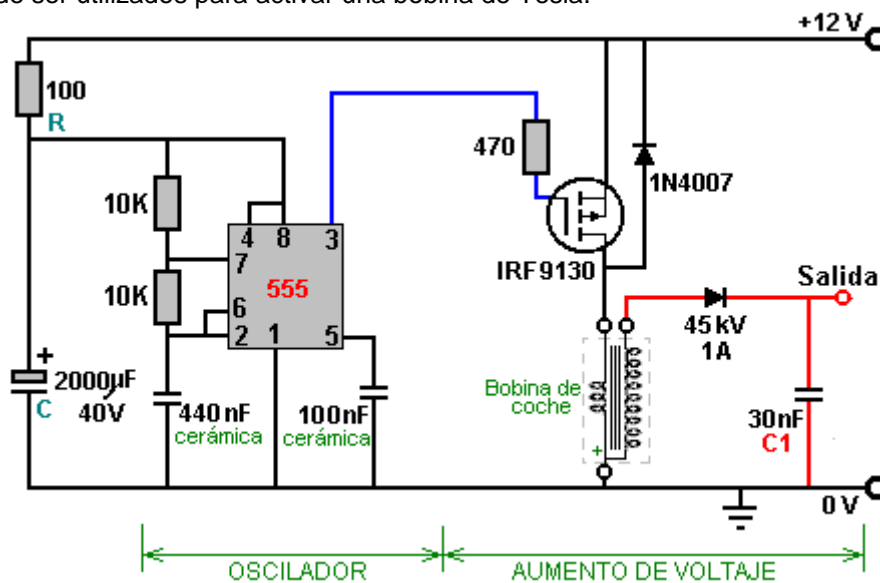 do ser utilizados para activar una bobina de Tesla.
+12 V
100
R
470
1N4007
10K
4 8 3
7
IRF9130
Salida
10K
555
6
2 1 5
45 kV
1A
+
2000µF
C 40V
440 nF
cerámica
100nF
cerámica
Bobina de
coche
+
30nF
C1
0 V
OSCILADOR
AUMENTO DE VOLTAJE